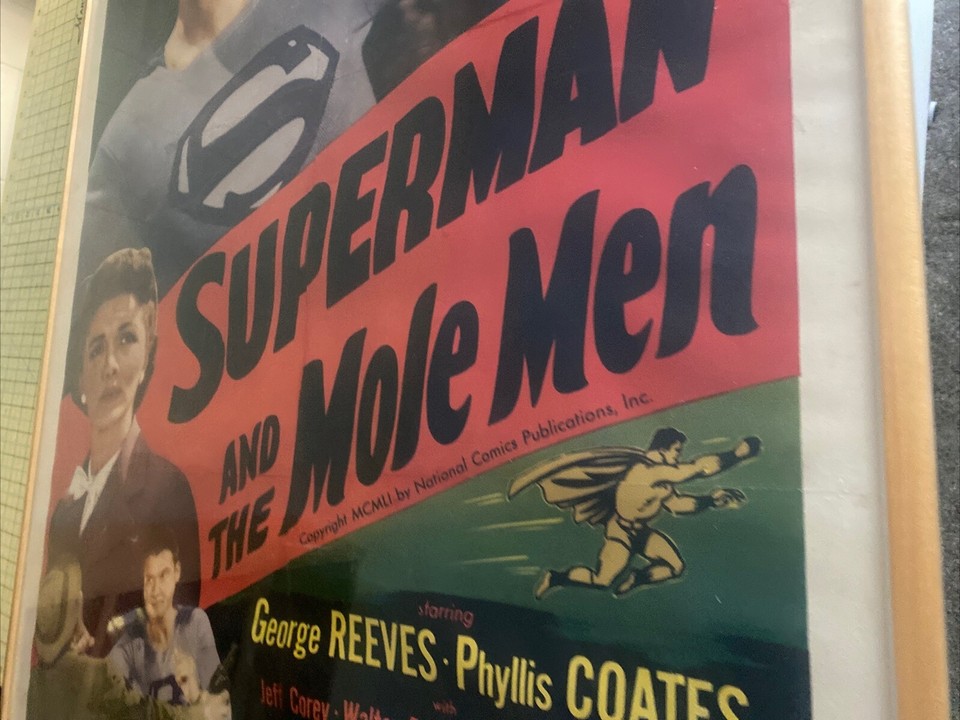 S
SUPERMAN
AND
THE
Mole Men
Copyright MCMLI by National Comics Publications, Inc.
starring
George REEVES · Phyllis COATES
with
Jeff Corey ·